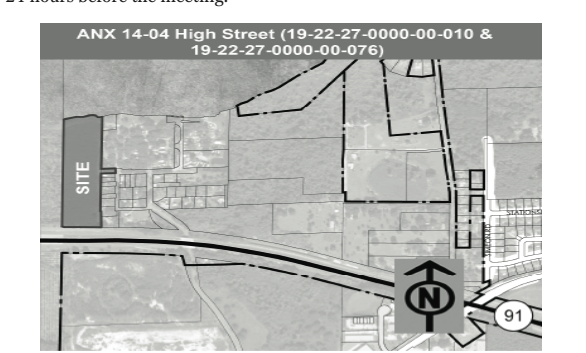 24 hours before the meeting.
ANX 14-04 High Street (19-22-27-0000-00-010 &
19-22-27-0000-00-076)
SITE
N
91